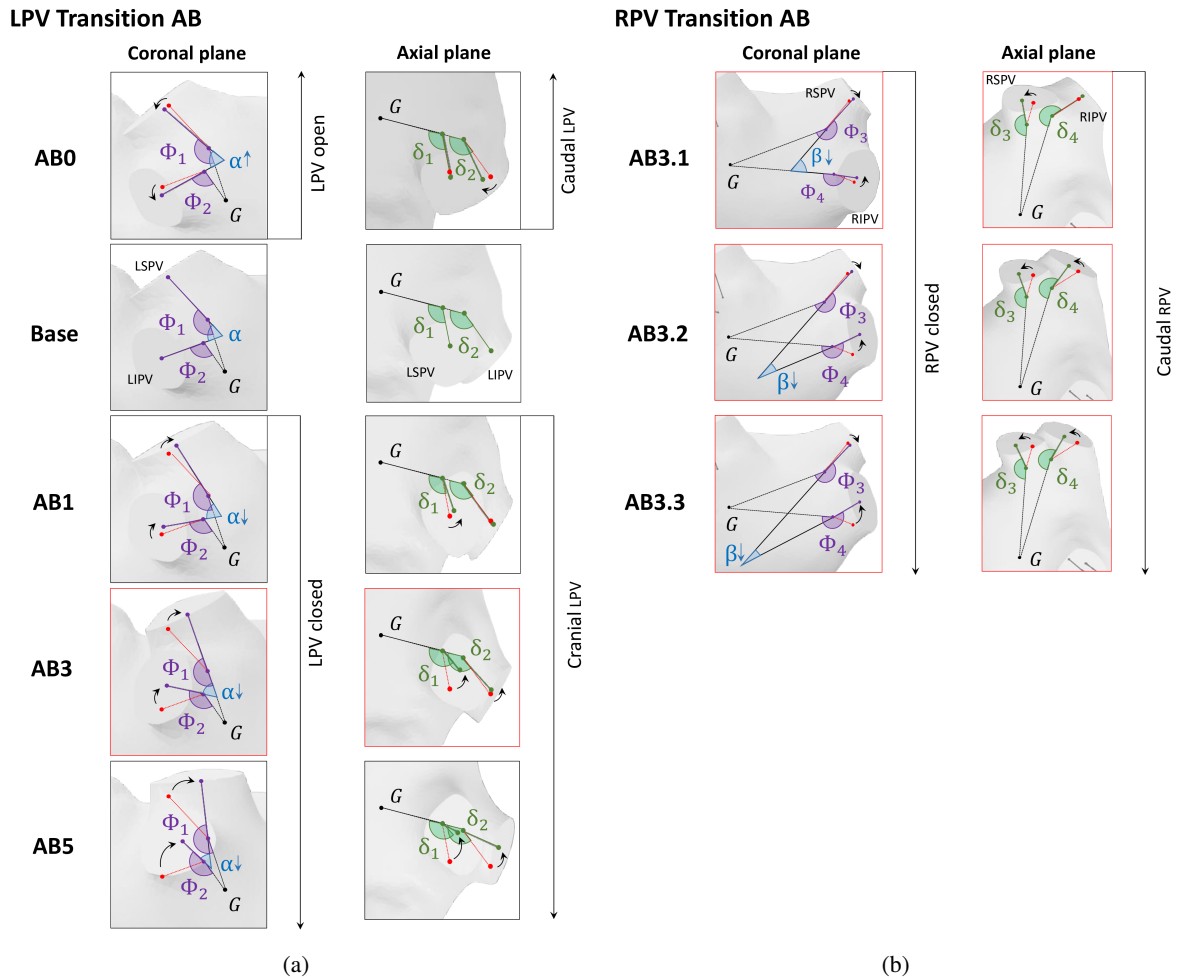 LPV Transition AB
Coronal plane
Axial plane
AB0
Φ1
Φ2
α↑
G
LPV open
G
δ1
δ2
Caudal LPV
Base
LSPV
Φ1
α
LIPV
Φ2
G
G
δ1
δ2
LSPV
LIPV
AB1
Φ1
α↓
Φ2
G
G
δ1
δ2
AB3
Φ1
α↓
Φ2
G
LPV closed
G
δ1
δ2
Cranial LPV
AB5
Φ1
α↓
Φ2
G
G
δ1
δ2
(a)
RPV Transition AB
Coronal plane
Axial plane
AB3.1
RSPV
Φ3
β↓
G
Φ4
RIPV
RSPV
δ3
δ4
RIPV
G
AB3.2
Φ3
G
Φ4
β↓
RPV closed
δ3
δ4
G
Caudal RPV
AB3.3
Φ3
G
Φ4
β↓
δ3
δ4
G
(b)